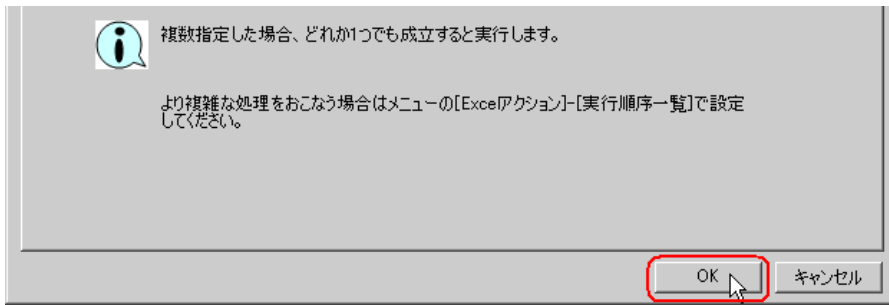 複数指定した場合、どれか1つでも成立すると実行します。
より複雑な処理をおこなう場合はメニューの[Excelアクション]-[実行順序一覧]で設定
してください。
OK
キャンセル